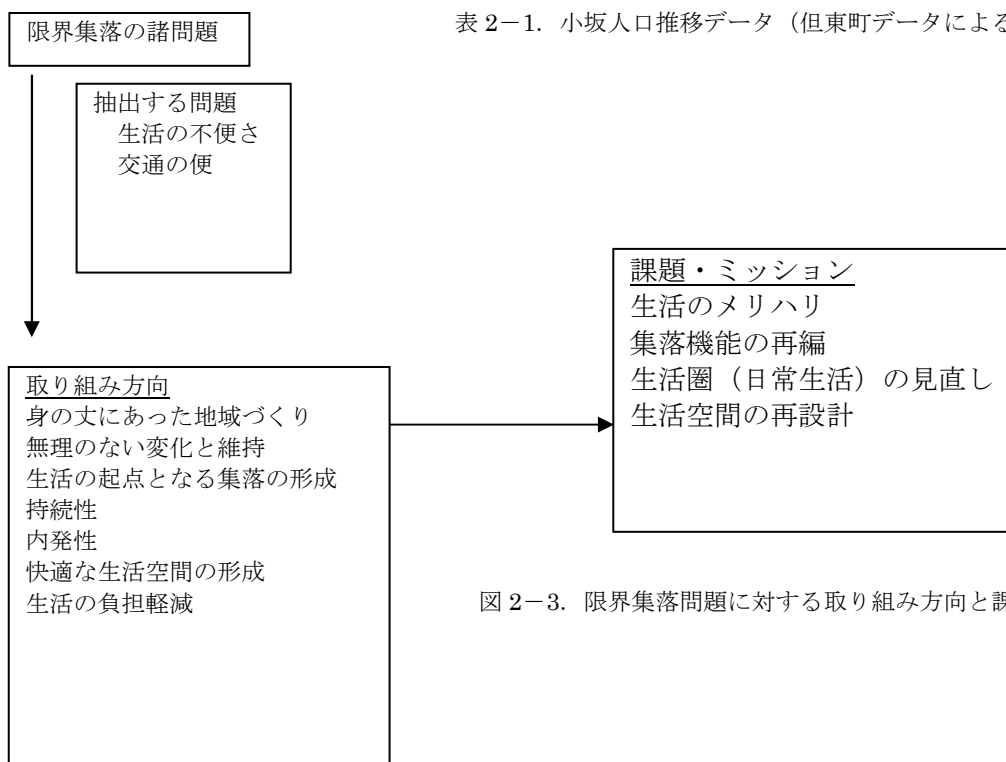 限界集落の諸問題
表2－1．小坂人口推移データ（但東町データによる
抽出する問題
生活の不便さ
交通の便
課題・ミッション
生活のメリハリ
集落機能の再編
生活圏（日常生活）の見直し
生活空間の再設計
取り組み方向
身の丈にあった地域づくり
無理のない変化と維持
生活の起点となる集落の形成
持続性
内発性
快適な生活空間の形成
生活の負担軽減
図2－3．限界集落問題に対する取り組み方向と課